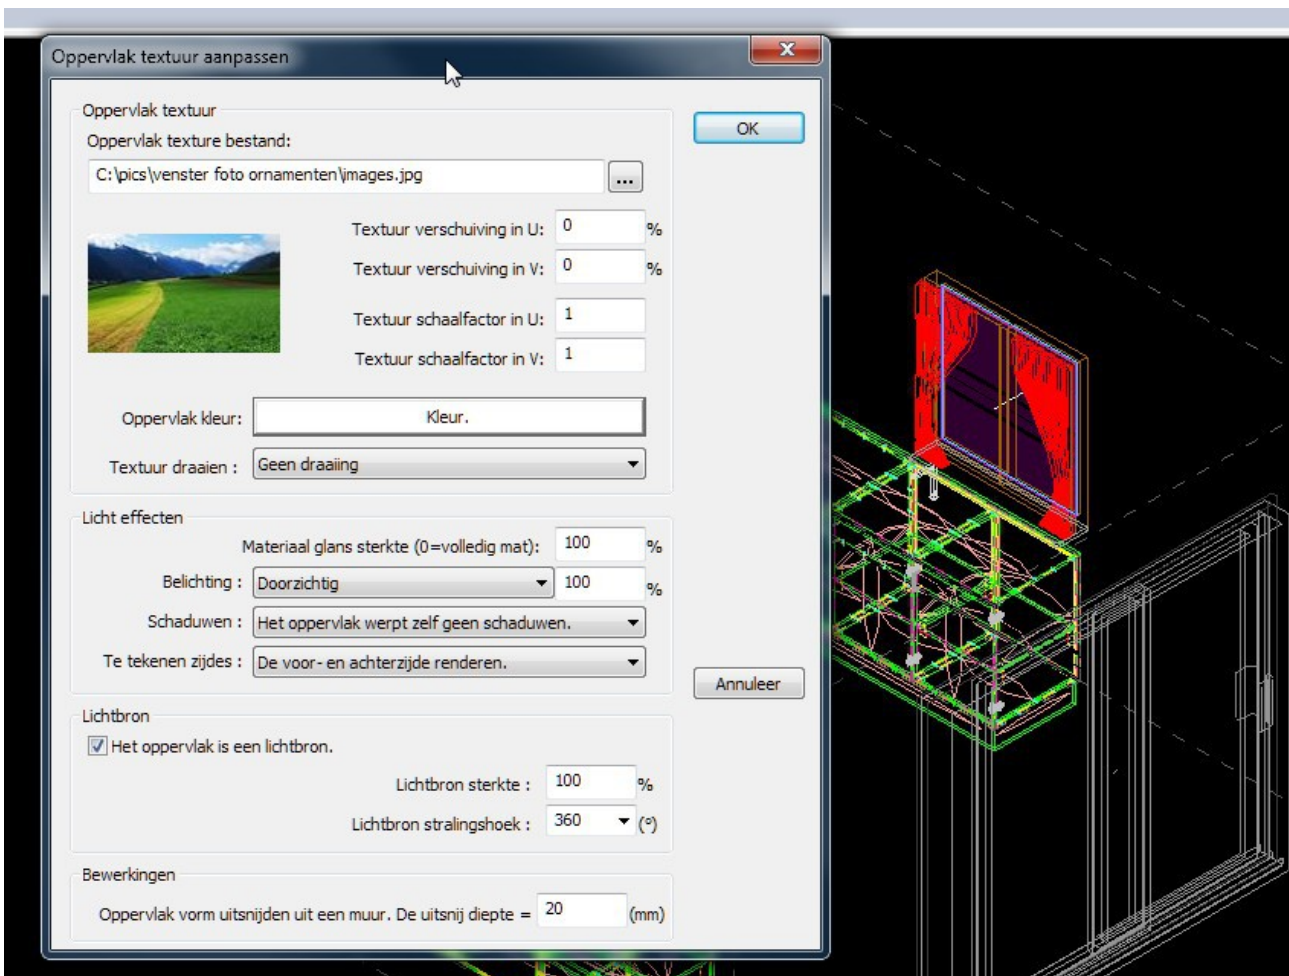 Oppervlak textuur aanpassen
Oppervlak textuur
Oppervlak texture bestand:
C:\pics\venster foto ornamenten\images.jpg
...
OK
Textuur verschuiving in U: 0 %
Textuur verschuiving in V: 0 %
Textuur schaalfactor in U: 1
Textuur schaalfactor in V: 1
Oppervlak kleur: Kleur.
Textuur draaien : Geen draaiing
Licht effecten
Materiaal glans sterkte (0=volledig mat): 100 %
Belichting : Doorzichtig 100 %
Schaduwen : Het oppervlak werpt zelf geen schaduwen.
Te tekenen zijdes : De voor- en achterzijde renderen.
Annuleer
Lichtbron
Het oppervlak is een lichtbron.
Lichtbron sterkte : 100 %
Lichtbron stralingshoek : 360 (°)
Bewerkingen
Oppervlak vorm uitsnijden uit een muur. De uitsnij diepte = 20 (mm)